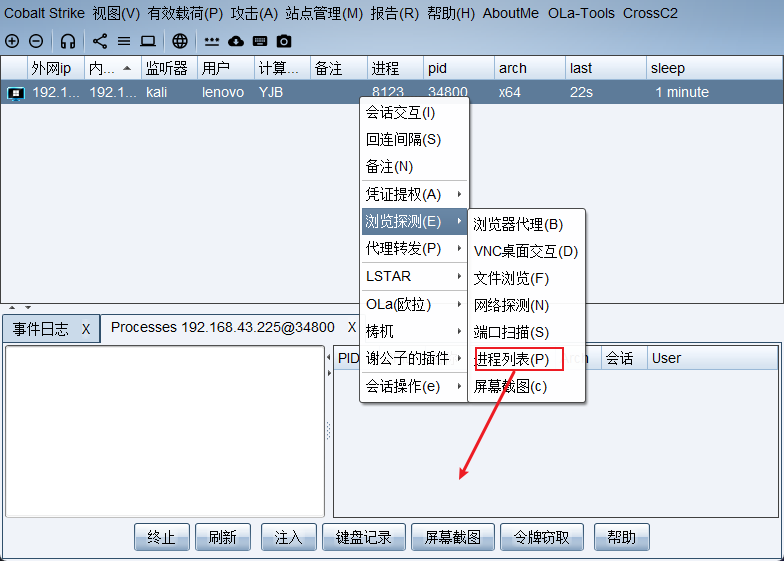 Cobalt Strike 视图(V) 有效载荷(P) 攻击(A) 站点管理(M) 报告(R) 帮助(H) AboutMe OLa-Tools CrossC2
外网ip 内... 监听器 用户 计算... 备注 进程 pid arch last sleep
192.1... 192.1... kali lenovo YJB 8123 34800 x64 22s 1 minute
会话交互(I)
回连间隔(S)
备注(N)
凭证提权(A)
浏览探测(E)
代理转发(P)
LSTAR
OLa(欧拉)
梼杌
谢公子的插件
会话操作(e)
浏览器代理(B)
VNC桌面交互(D)
文件浏览(F)
网络探测(N)
端口扫描(S)
进程列表(P)
屏幕截图(c)
事件日志 X Processes 192.168.43.225@34800 X
PID 会话 User
终止 刷新 注入 键盘记录 屏幕截图 令牌窃取 帮助